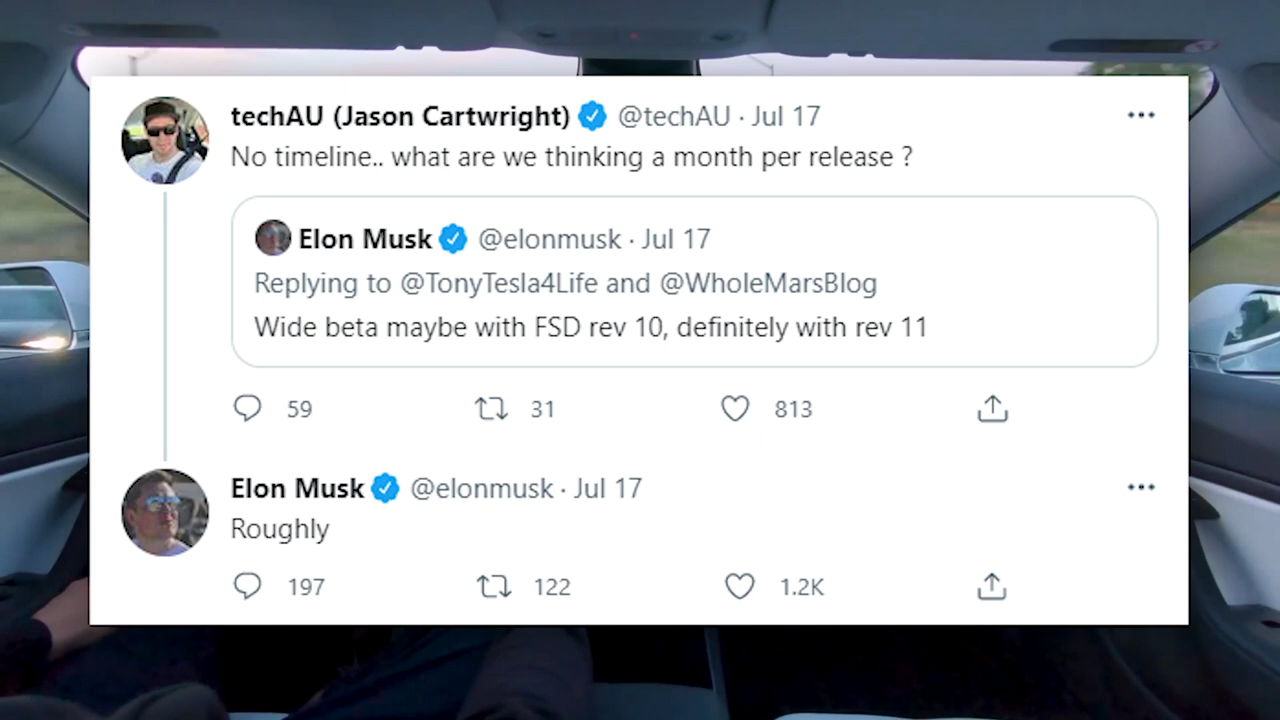 techAU (Jason Cartwright) @techAU · Jul 17
No timeline.. what are we thinking a month per release ?
Elon Musk @elonmusk · Jul 17
Replying to @TonyTesla4Life and @WholeMarsBlog
Wide beta maybe with FSD rev 10, definitely with rev 11
59 31 813
Elon Musk @elonmusk · Jul 17
Roughly
197 122 1.2K